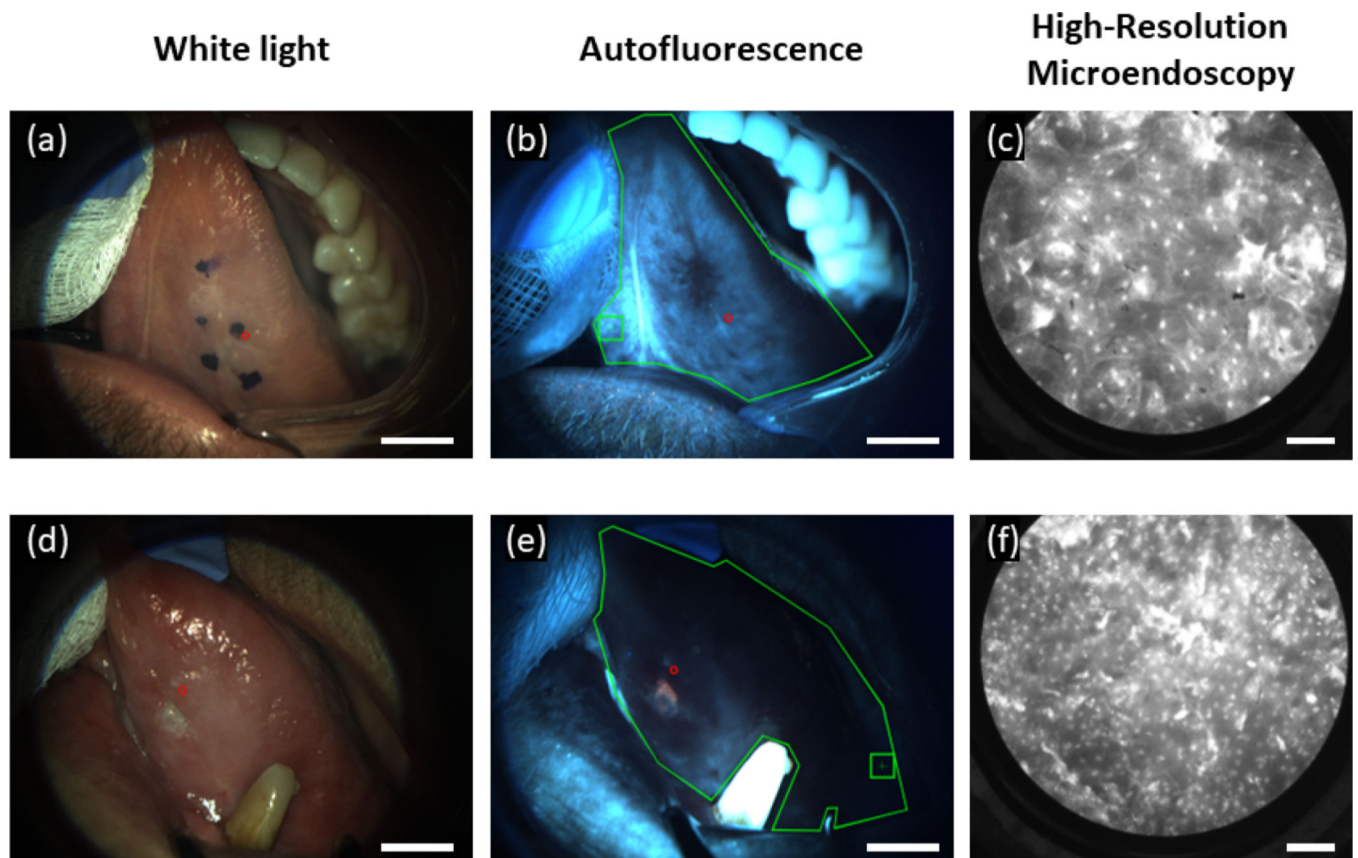 White light
Autofluorescence
High-Resolution
Microendoscopy
(a)
(b)
(c)
(d)
(e)
(f)